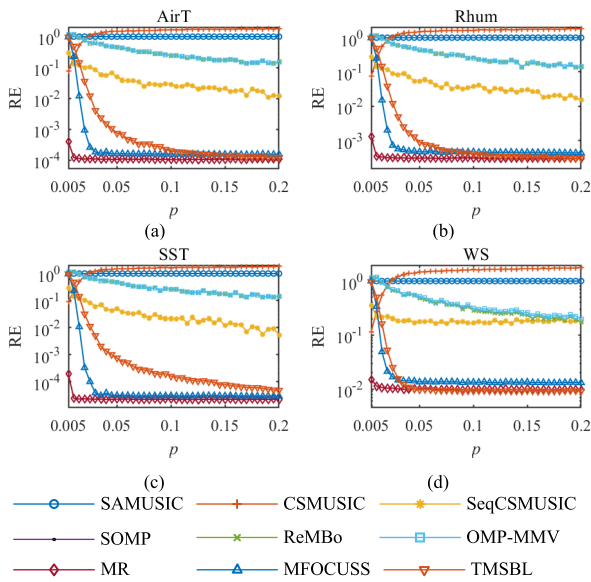 AirT
Rhum
10^0
10^-1
10^-2
10^-3
10^-4
RE
0.005 0.05 0.1 0.15 0.2
p
(a)
10^0
10^-1
10^-2
10^-3
RE
0.005 0.05 0.1 0.15 0.2
p
(b)
SST
WS
10^0
10^-1
10^-2
10^-3
10^-4
RE
0.005 0.05 0.1 0.15 0.2
p
(c)
10^0
10^-1
10^-2
RE
0.005 0.05 0.1 0.15 0.2
p
(d)
SAMUSIC CSMUSIC SeqCSMUSIC
SOMP ReMBo OMP-MMV
MR MFOCUSS TMSBL